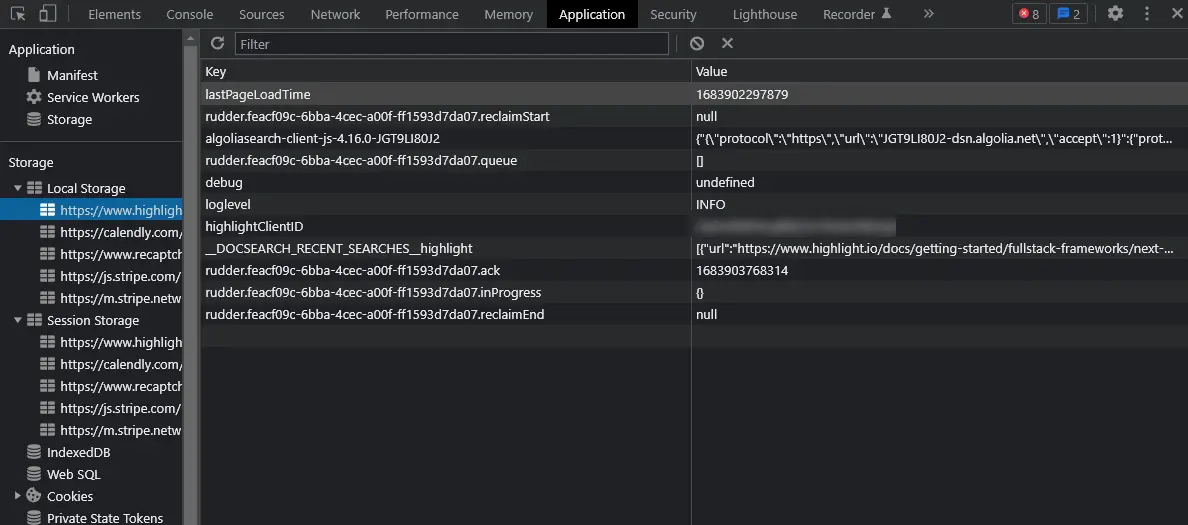 Elements Console Sources Network Performance Memory Application Security Lighthouse Recorder » 8 2
Application
Manifest
Service Workers
Storage
Storage
Local Storage
https://www.highligh
https://calendly.com/
https://www.recaptch
https://js.stripe.com/
https://m.stripe.netw
Session Storage
https://www.highligh
https://calendly.com/
https://www.recaptch
https://js.stripe.com/
https://m.stripe.netw
IndexedDB
Web SQL
Cookies
Private State Tokens
Filter
Key Value
lastPageLoadTime 1683902297879
rudder.feacf09c-6bba-4cec-a00f-ff1593d7da07.reclaimStart null
algoliasearch-client-js-4.16.0-JGT9LI80J2 {"{\"protocol\":\"https\",\"url\":\"JGT9LI80J2-dsn.algolia.net\",\"accept\":1}":{"prot...
rudder.feacf09c-6bba-4cec-a00f-ff1593d7da07.queue []
debug undefined
loglevel INFO
highlightClientID
__DOCSEARCH_RECENT_SEARCHES__highlight [{"url":"https://www.highlight.io/docs/getting-started/fullstack-frameworks/next-...
rudder.feacf09c-6bba-4cec-a00f-ff1593d7da07.ack 1683903768314
rudder.feacf09c-6bba-4cec-a00f-ff1593d7da07.inProgress {}
rudder.feacf09c-6bba-4cec-a00f-ff1593d7da07.reclaimEnd null